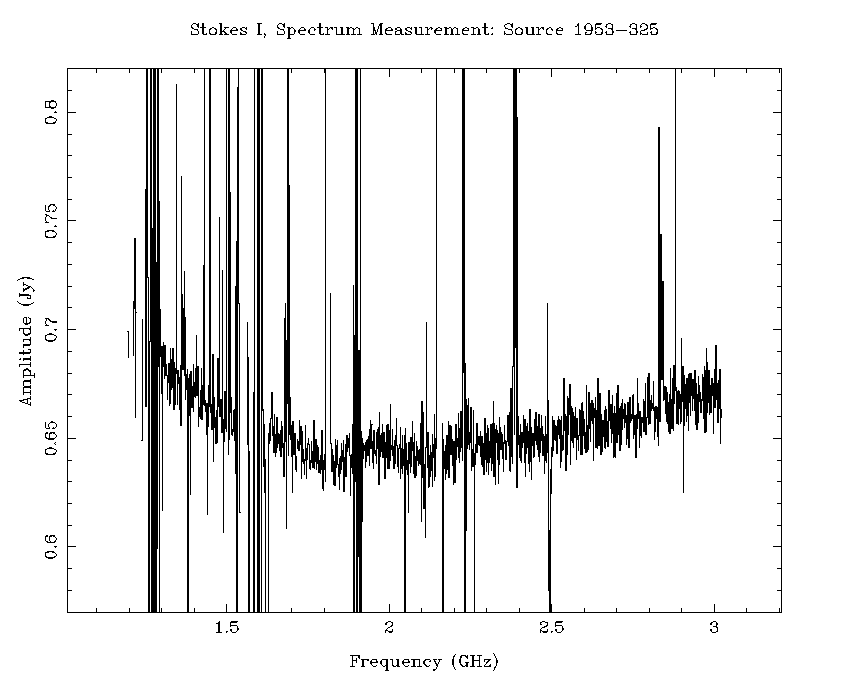 Stokes I, Spectrum Measurement: Source 1953−325
0.8
0.75
0.7
0.65
0.6
Amplitude (Jy)
1.5 2 2.5 3
Frequency (GHz)